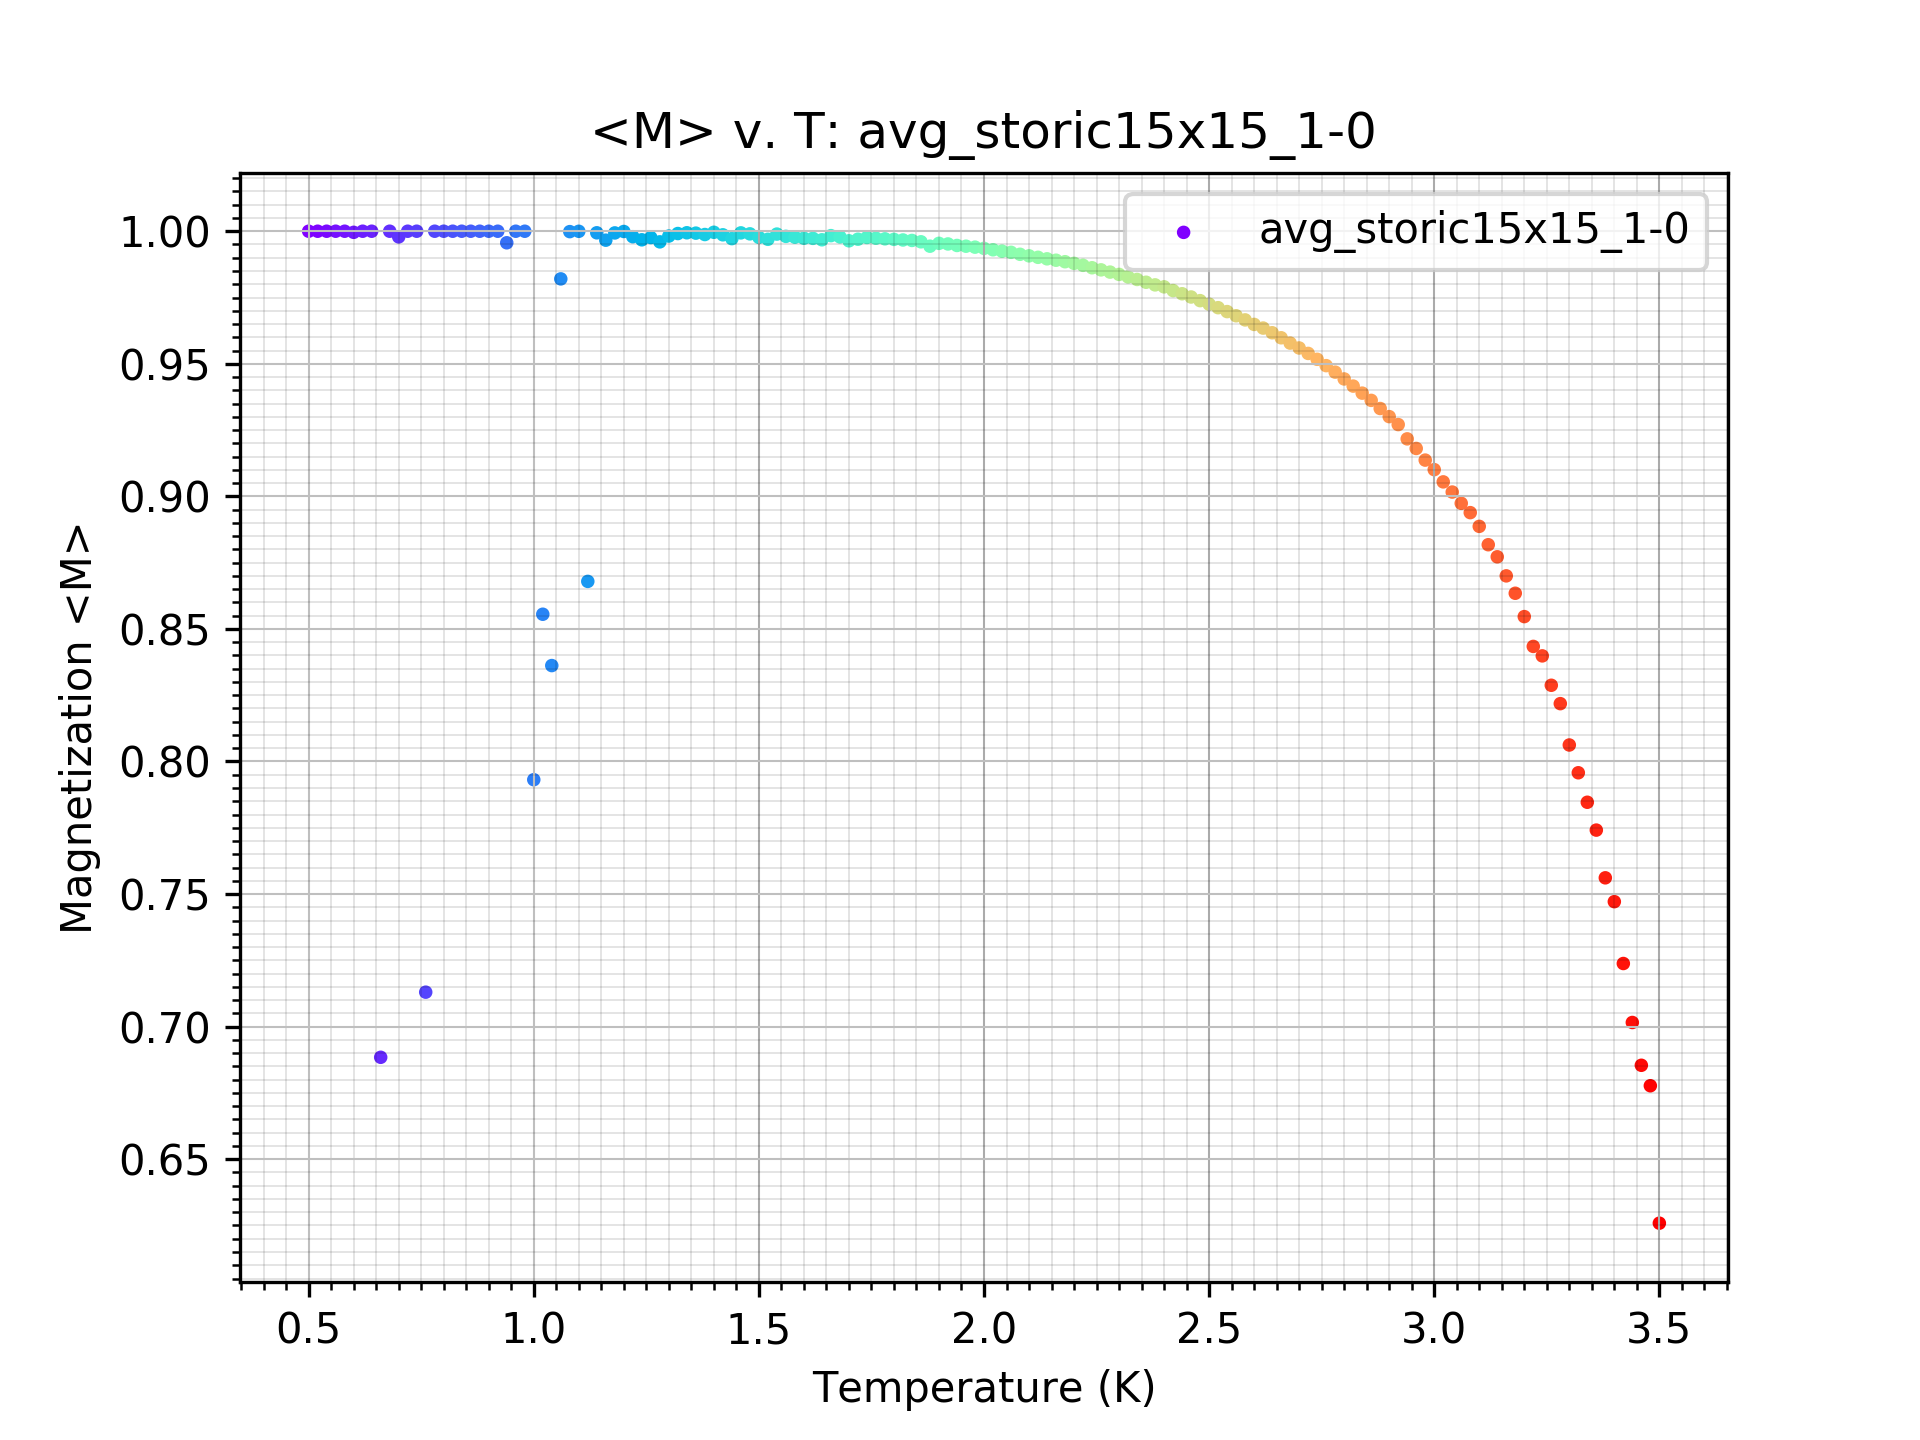 <M> v. T: avg_storic15x15_1-0
avg_storic15x15_1-0
Magnetization <M>
1.00
0.95
0.90
0.85
0.80
0.75
0.70
0.65
0.5 1.0 1.5 2.0 2.5 3.0 3.5
Temperature (K)